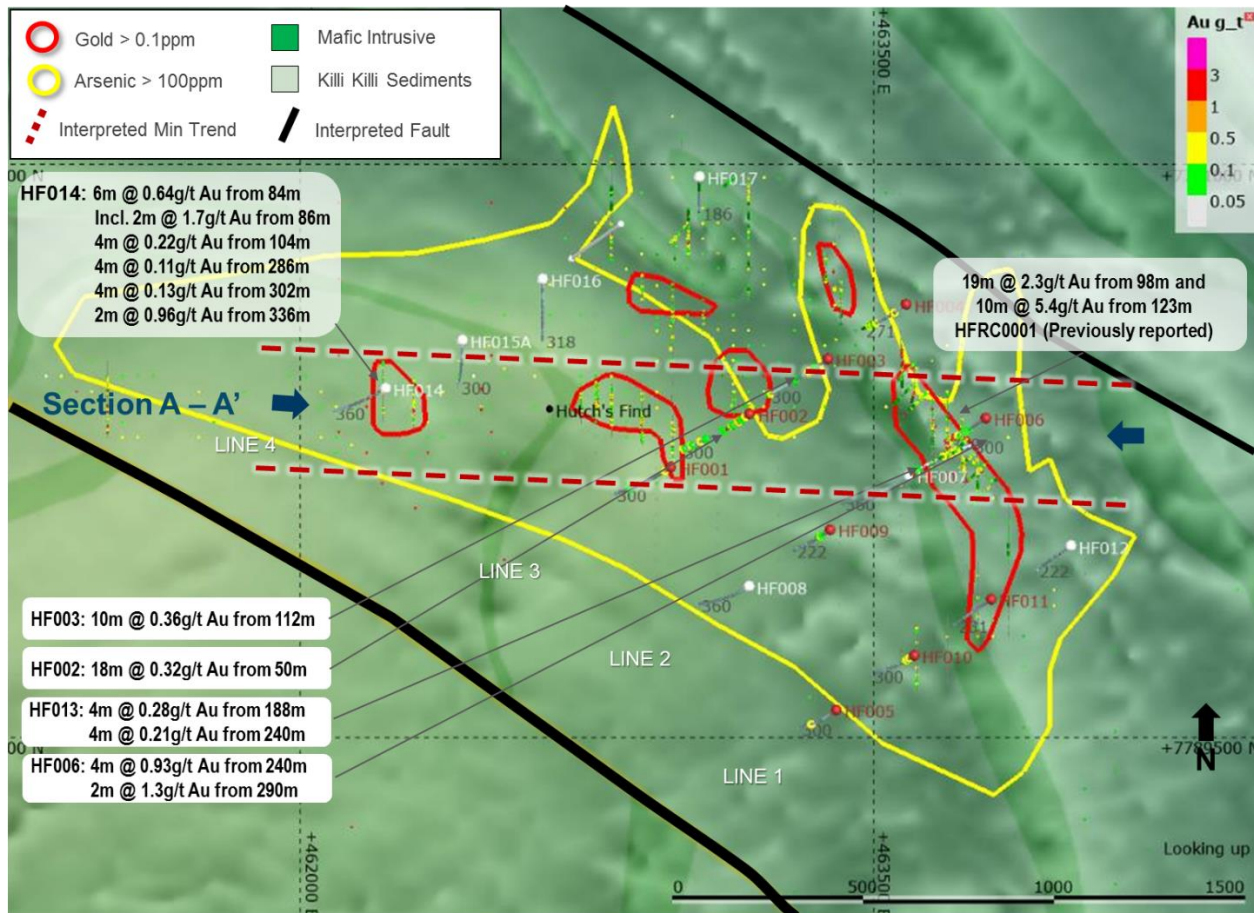 Gold > 0.1ppm
Mafic Intrusive
Arsenic > 100ppm
Killi Killi Sediments
Interpreted Min Trend
Interpreted Fault
+463500 E
Au g_t
3
1
0.5
0.1
0.05
00 N
HF014: 6m @ 0.64g/t Au from 84m
Incl. 2m @ 1.7g/t Au from 86m
4m @ 0.22g/t Au from 104m
4m @ 0.11g/t Au from 286m
4m @ 0.13g/t Au from 302m
2m @ 0.96g/t Au from 336m
HF017
186
19m @ 2.3g/t Au from 98m and
10m @ 5.4g/t Au from 123m
HFRC0001 (Previously reported)
HF016
318
HF004
271
HF015A
300
HF003
HF014
360
300
Section A – A'
Hutch's Find
HF002
HF006
300
LINE 4
300
HF001
300
HF007
360
HF009
222
HF012
222
LINE 3
HF008
360
HF011
HF003: 10m @ 0.36g/t Au from 112m
HF002: 18m @ 0.32g/t Au from 50m
LINE 2
HF010
300
HF013: 4m @ 0.28g/t Au from 188m
4m @ 0.21g/t Au from 240m
HF005
300
00 N
+7789500 N
N
HF006: 4m @ 0.93g/t Au from 240m
2m @ 1.3g/t Au from 290m
LINE 1
+462000 E
+463500 E
Looking up
0
500
1000
1500